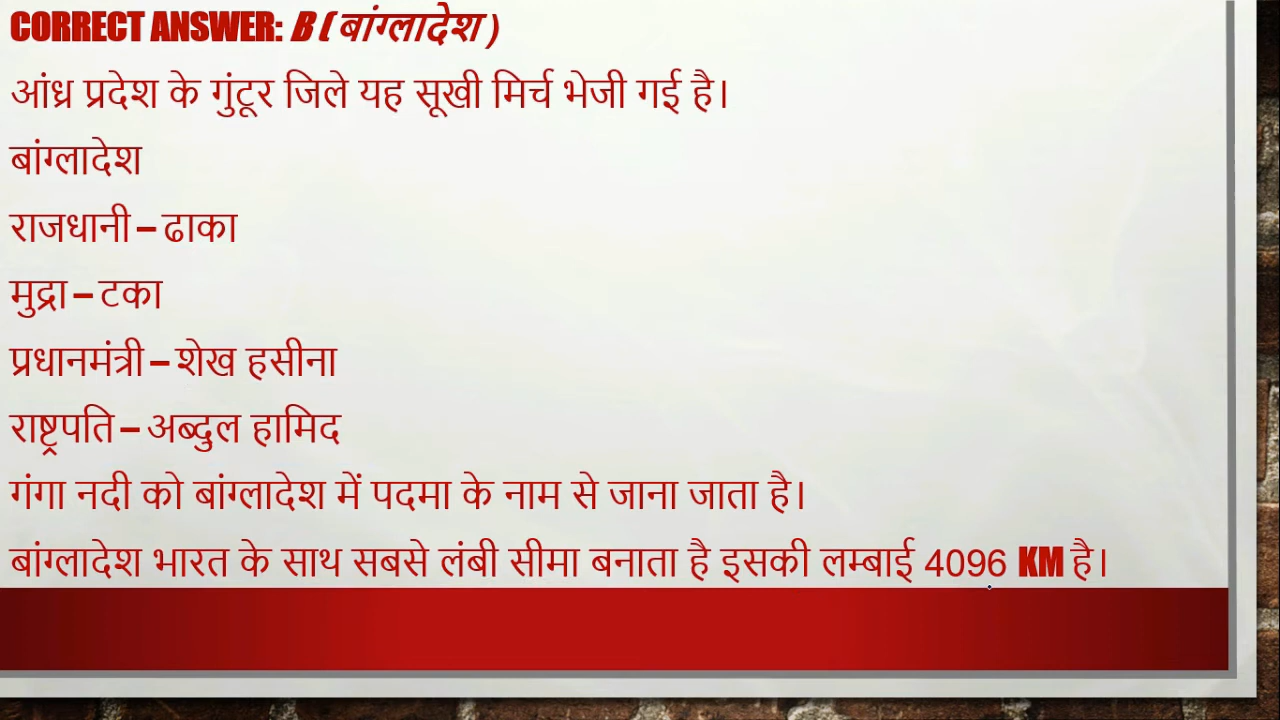 CORRECT ANSWER: B ( बांग्लादेश )
आंध्र प्रदेश के गुंटूर जिले यह सूखी मिर्च भेजी गई है।
बांग्लादेश
राजधानी – ढाका
मुद्रा – टका
प्रधानमंत्री – शेख हसीना
राष्ट्रपति – अब्दुल हामिद
गंगा नदी को बांग्लादेश में पदमा के नाम से जाना जाता है।
बांग्लादेश भारत के साथ सबसे लंबी सीमा बनाता है इसकी लम्बाई 4096 KM है।